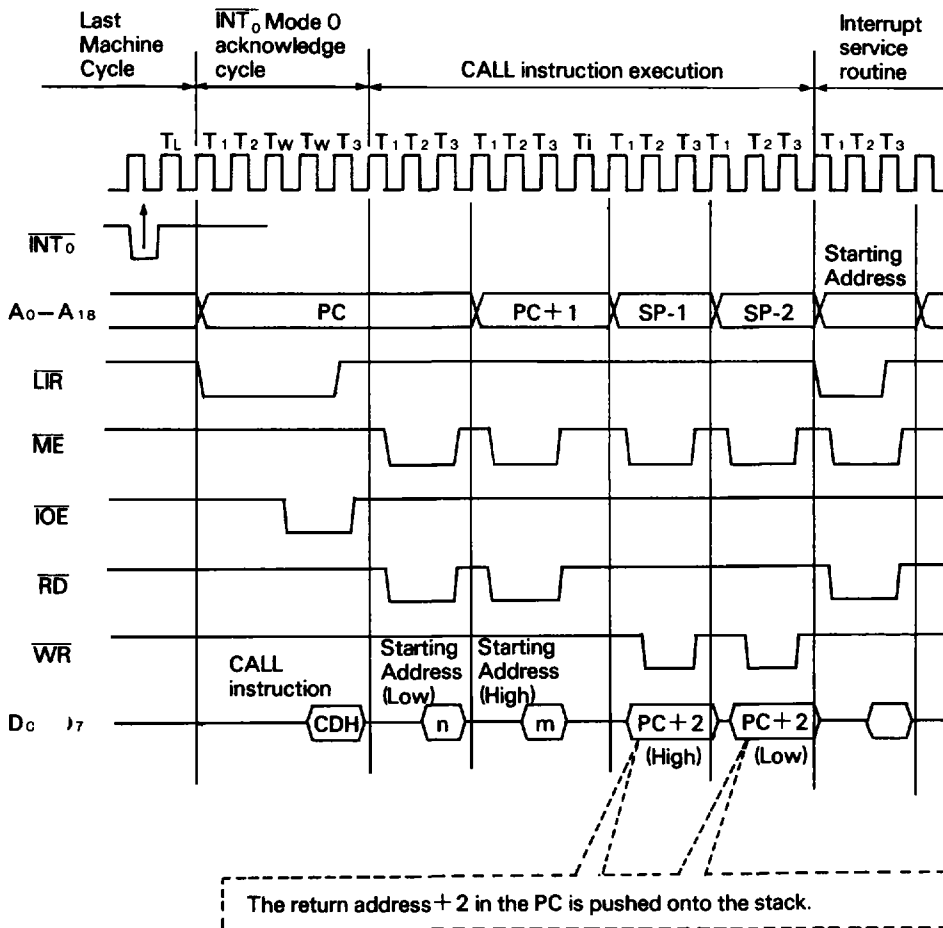 Last
Machine
Cycle
INT₀ Mode 0
acknowledge
cycle
CALL instruction execution
Interrupt
service
routine
TL T1 T2 TW TW T3 T1 T2 T3 T1 T2 T3 Ti T1 T2 T3 T1 T2 T3 T1 T2 T3
INT₀
Starting
Address
A0–A18 PC PC+1 SP-1 SP-2
LIR
ME
IOE
RD
WR
CALL
instruction
Starting
Address
(Low)
Starting
Address
(High)
CDH n m PC+2 PC+2
(High) (Low)
The return address+2 in the PC is pushed onto the stack.